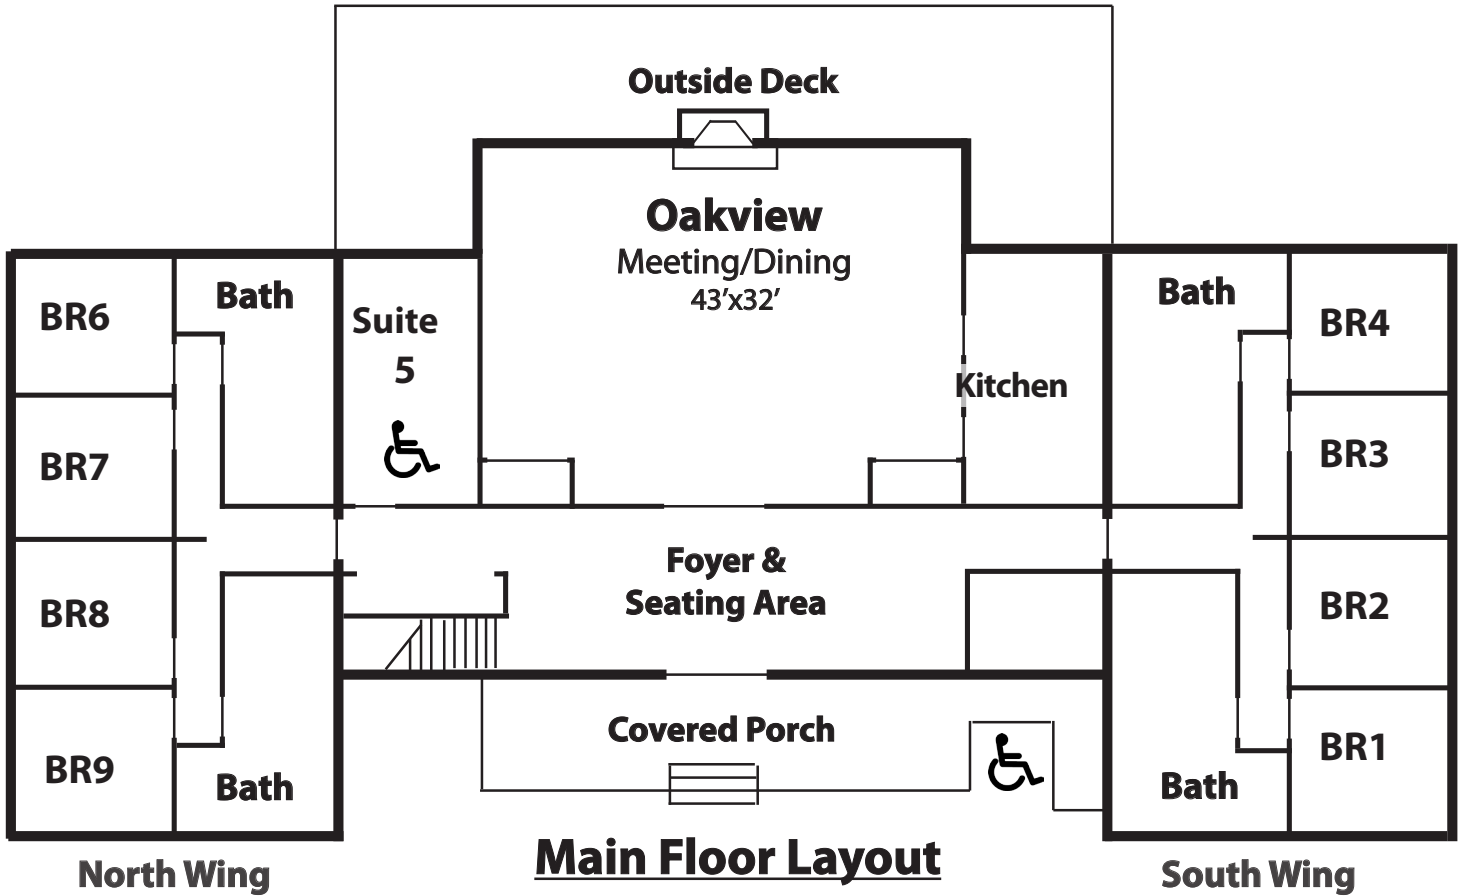 Outside Deck
Oakview
Meeting/Dining
43’x32’
Bath
BR6
Suite
5
Kitchen
Bath
BR4
BR7
BR3
Foyer &
Seating Area
BR8
BR2
Covered Porch
BR9
Bath
Bath
BR1
Main Floor Layout
North Wing
South Wing